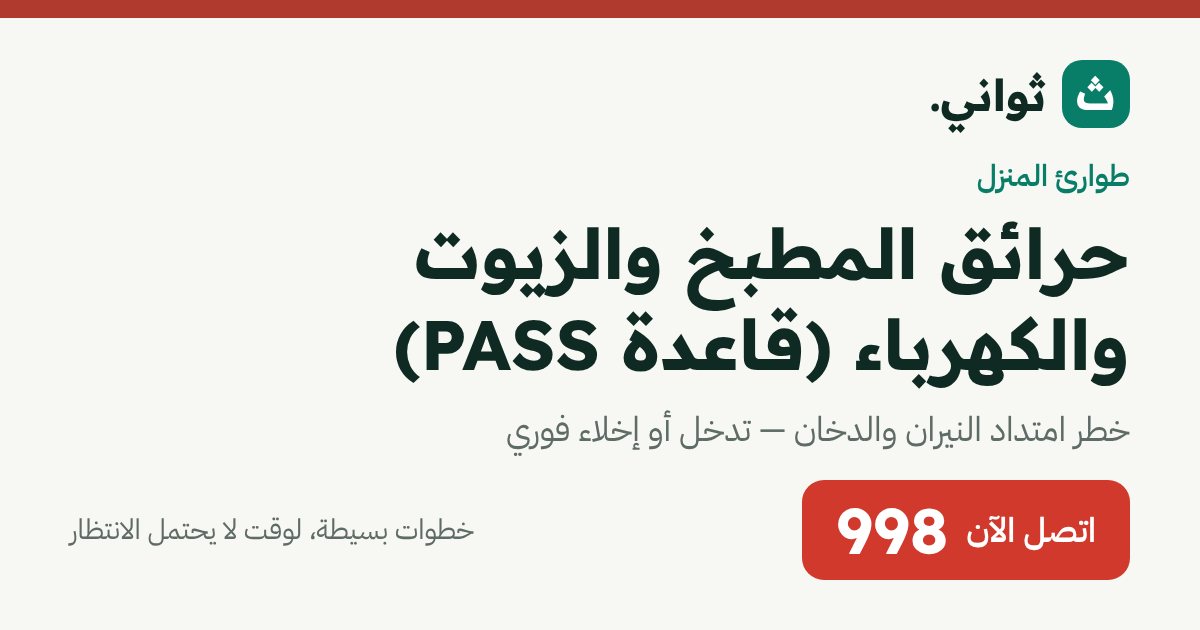 ث ثواني.
طوارئ المنزل
حرائق المطبخ والزيوت
والكهرباء (قاعدة PASS)
خطر امتداد النيران والدخان — تدخل أو إخلاء فوري
اتصل الآن 998
خطوات بسيطة، لوقت لا يحتمل الانتظار